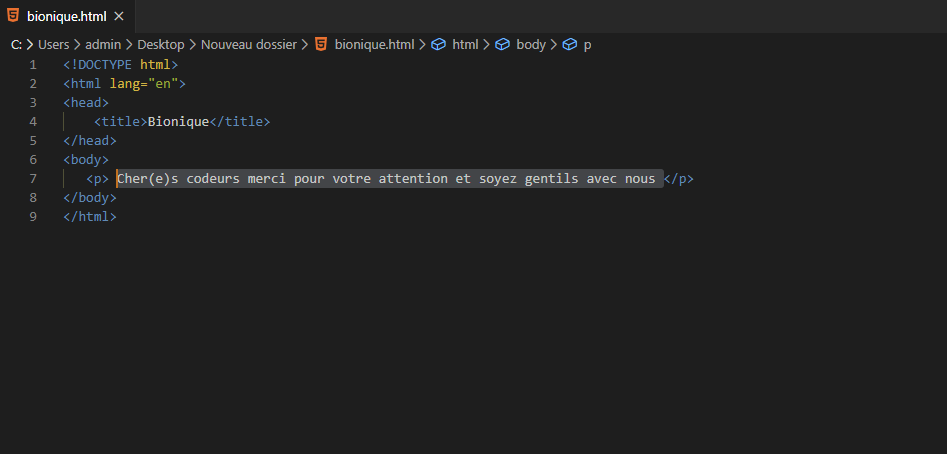 bionique.html
C: Users admin Desktop Nouveau dossier bionique.html html body p
1 <!DOCTYPE html>
2 <html lang="en">
3 <head>
4 <title>Bionique</title>
5 </head>
6 <body>
7 <p> Cher(e)s codeurs merci pour votre attention et soyez gentils avec nous </p>
8 </body>
9 </html>